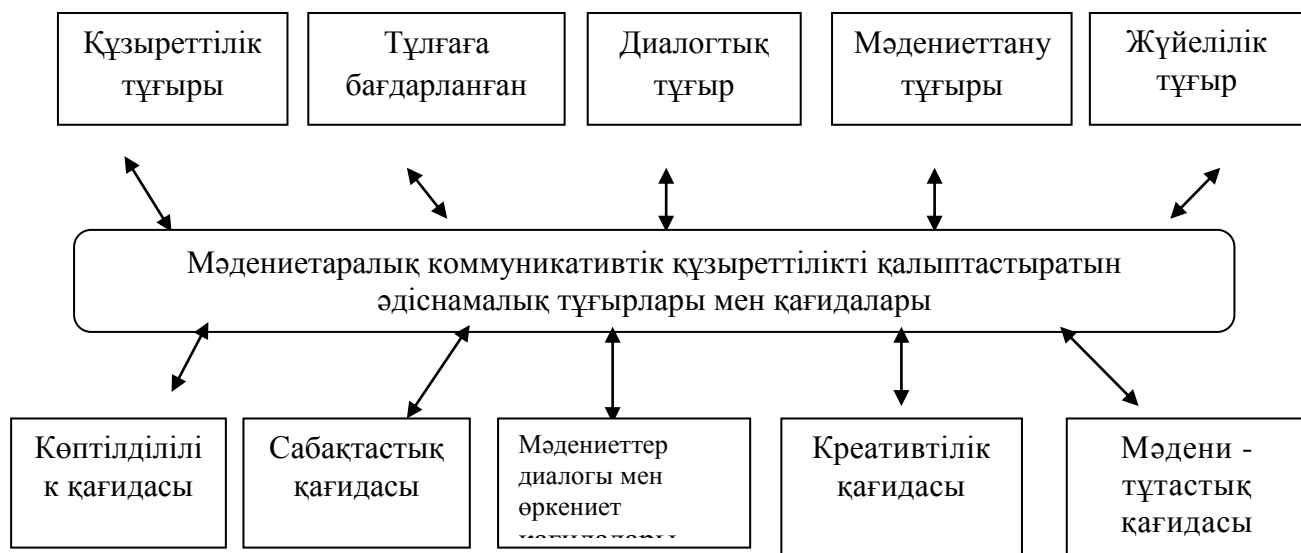 Құзыреттілік
тұғыры
Тұлғаға
бағдарланған
Диалогтық
тұғыр
Мәдениеттану
тұғыры
Жүйелілік
тұғыр
Мәдениетаралық коммуникативтік құзыреттілікті қалыптастыратын
әдіснамалық тұғырлары мен қағидалары
Көптілділілі
к қағидасы
Сабақтастық
қағидасы
Мәдениеттер
диалогы мен
өркениет
Креативтілік
қағидасы
Мәдени -
тұтастық
қағидасы